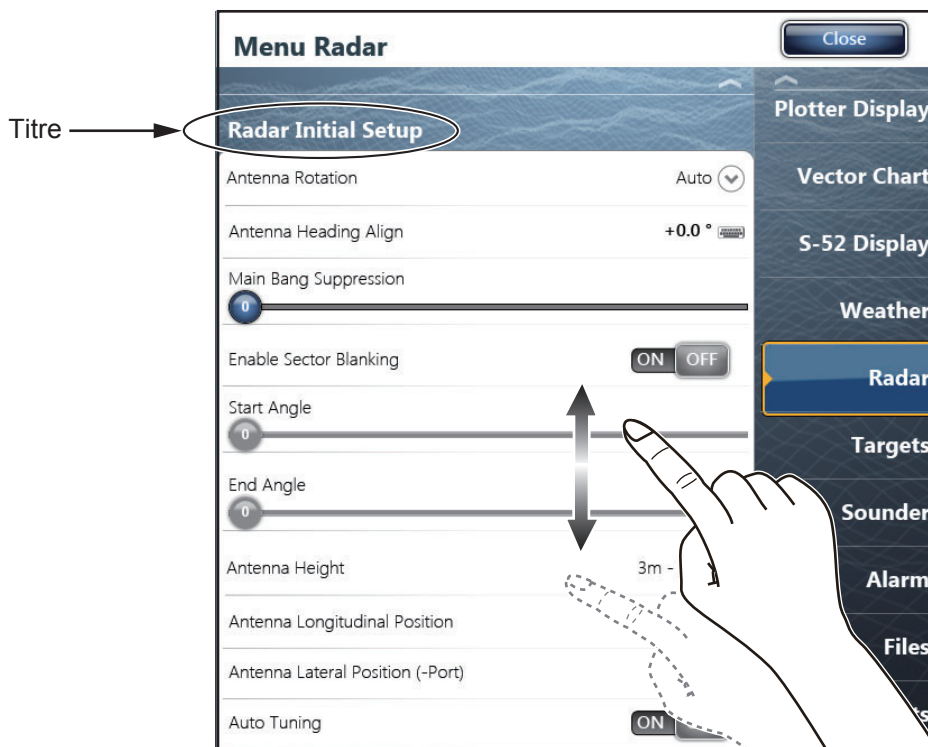 Menu Radar
Close
Titre
Radar Initial Setup
Antenna Rotation Auto
Antenna Heading Align +0.0 °
Main Bang Suppression
0
Enable Sector Blanking ON OFF
Start Angle
0
End Angle
0
Antenna Height 3m -
Antenna Longitudinal Position
Antenna Lateral Position (-Port)
Auto Tuning ON
Plotter Display
Vector Chart
S-52 Display
Weather
Radar
Targets
Sounder
Alarm
Files